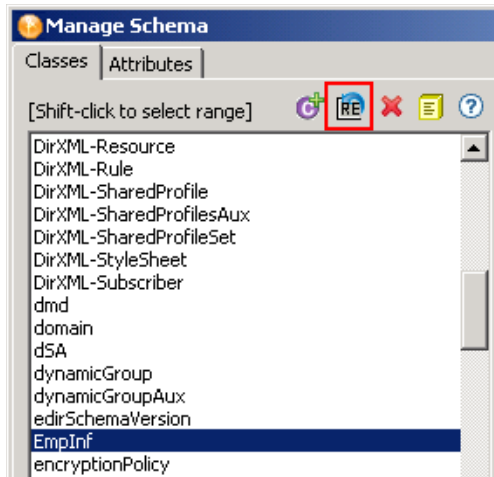 Manage Schema
Classes Attributes
[Shift-click to select range] RE ?
DirXML-Resource
DirXML-Rule
DirXML-SharedProfile
DirXML-SharedProfilesAux
DirXML-SharedProfileSet
DirXML-StyleSheet
DirXML-Subscriber
dmd
domain
dSA
dynamicGroup
dynamicGroupAux
edirSchemaVersion
EmpInf
encryptionPolicy